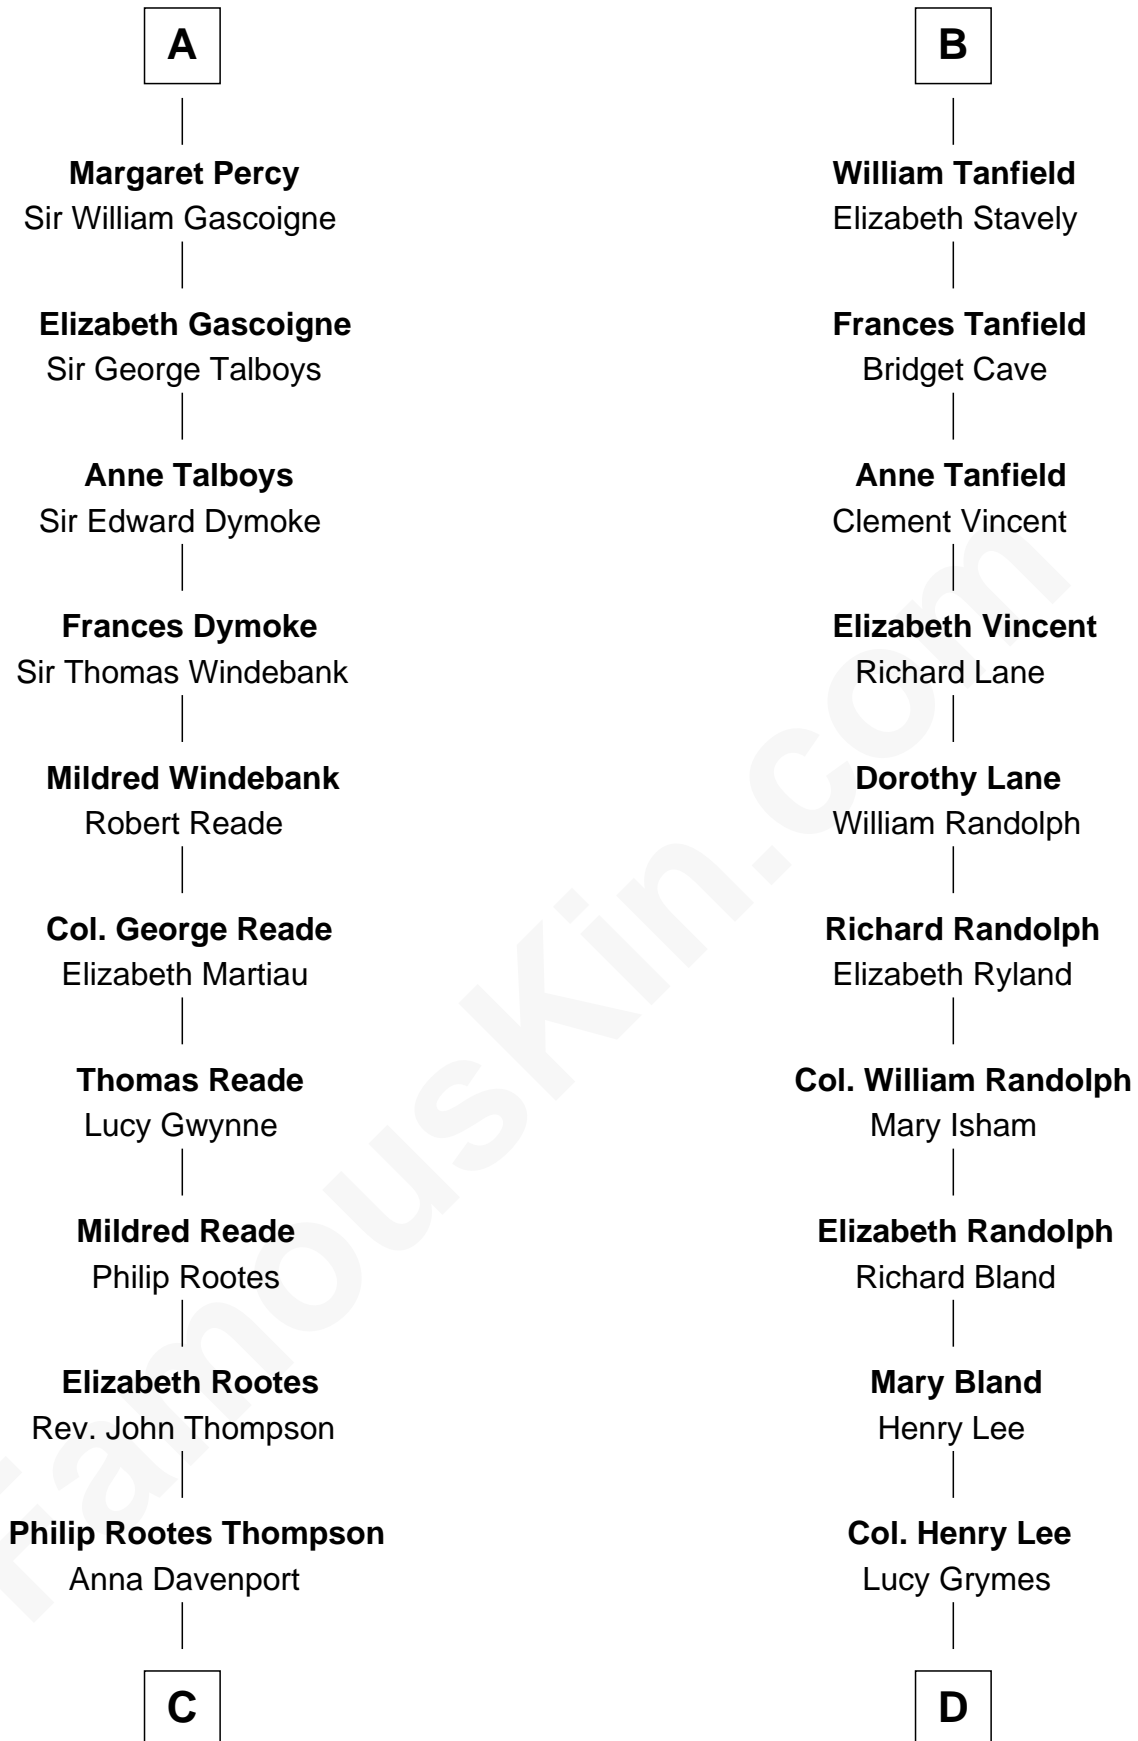 A
Margaret Percy
Sir William Gascoigne
Elizabeth Gascoigne
Sir George Talboys
Anne Talboys
Sir Edward Dymoke
Frances Dymoke
Sir Thomas Windebank
Mildred Windebank
Robert Reade
Col. George Reade
Elizabeth Martiau
Thomas Reade
Lucy Gwynne
Mildred Reade
Philip Rootes
Elizabeth Rootes
Rev. John Thompson
Philip Rootes Thompson
Anna Davenport
C
B
William Tanfield
Elizabeth Stavely
Frances Tanfield
Bridget Cave
Anne Tanfield
Clement Vincent
Elizabeth Vincent
Richard Lane
Dorothy Lane
William Randolph
Richard Randolph
Elizabeth Ryland
Col. William Randolph
Mary Isham
Elizabeth Randolph
Richard Bland
Mary Bland
Henry Lee
Col. Henry Lee
Lucy Grymes
D
FamousKin.com